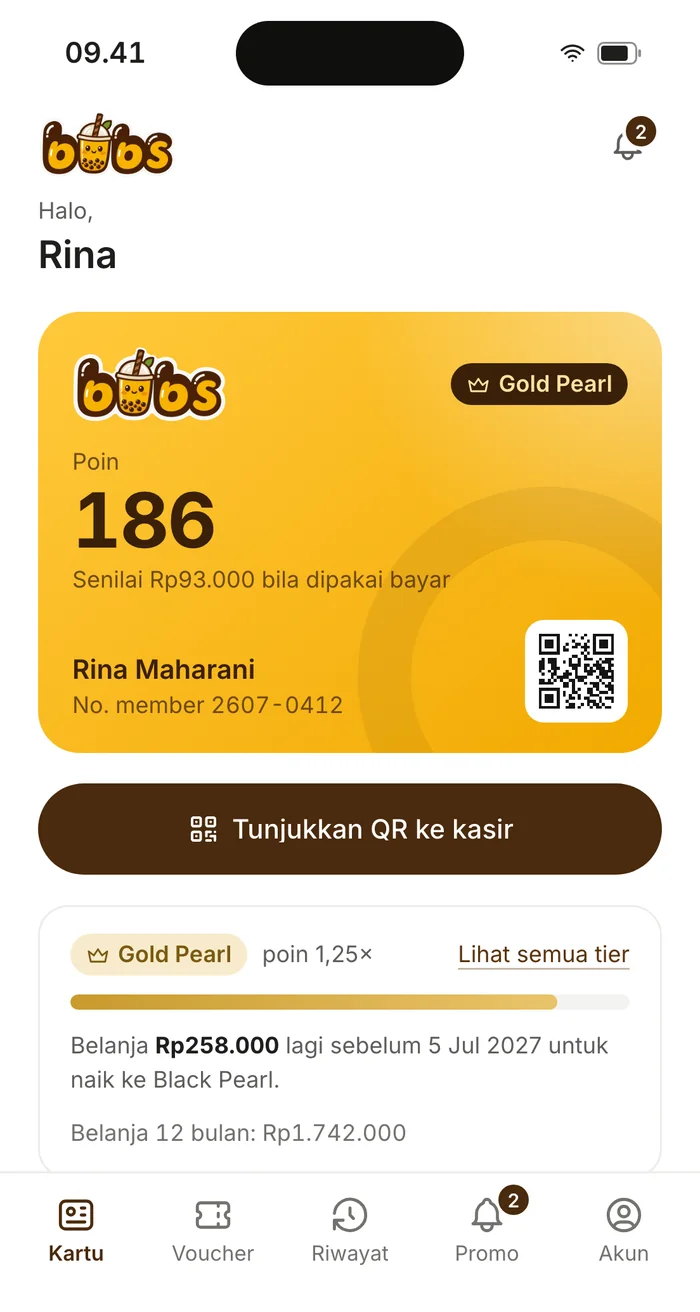 09.41
bobs
2
Halo,
Rina
bobs
Gold Pearl
Poin
186
Senilai Rp93.000 bila dipakai bayar
Rina Maharani
No. member 2607-0412
Tunjukkan QR ke kasir
Gold Pearl
poin 1,25×
Lihat semua tier
Belanja Rp258.000 lagi sebelum 5 Jul 2027 untuk
naik ke Black Pearl.
Belanja 12 bulan: Rp1.742.000
2
Kartu
Voucher
Riwayat
Promo
Akun